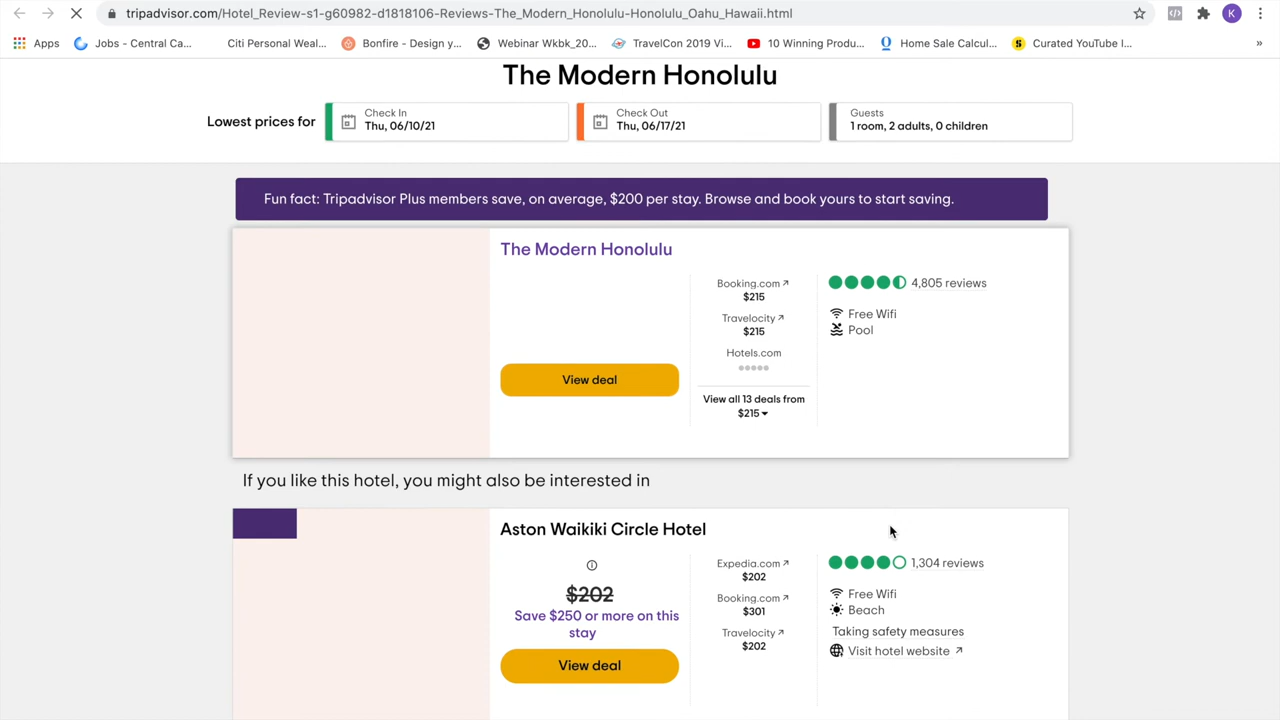 tripadvisor.com/Hotel_Review-s1-g60982-d1818106-Reviews-The_Modern_Honolulu-Honolulu_Oahu_Hawaii.html
K
Apps
Jobs - Central Ca...
Citi Personal Weal...
Bonfire - Design y...
Webinar Wkbk_20...
TravelCon 2019 Vi...
10 Winning Produ...
Home Sale Calcul...
Curated YouTube I...
»
The Modern Honolulu
Lowest prices for
Check In
Thu, 06/10/21
Check Out
Thu, 06/17/21
Guests
1 room, 2 adults, 0 children
Fun fact: Tripadvisor Plus members save, on average, $200 per stay. Browse and book yours to start saving.
The Modern Honolulu
View deal
Booking.com
$215
Travelocity
$215
Hotels.com
View all 13 deals from
$215
4,805 reviews
Free Wifi
Pool
If you like this hotel, you might also be interested in
Aston Waikiki Circle Hotel
$202
Save $250 or more on this
stay
View deal
Expedia.com
$202
Booking.com
$301
Travelocity
$202
1,304 reviews
Free Wifi
Beach
Taking safety measures
Visit hotel website